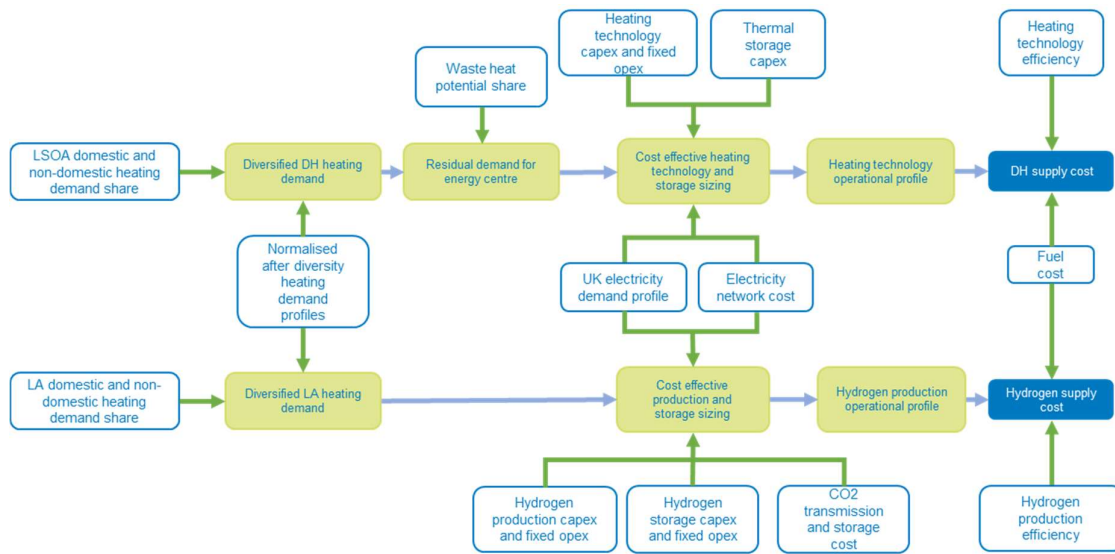 Heating
technology
capex and fixed
opex
Thermal
storage
capex
Heating
technology
efficiency
Waste heat
potential share
LSOA domestic and
non-domestic heating
demand share
Diversified DH heating
demand
Residual demand for
energy centre
Cost effective heating
technology and
storage sizing
Heating technology
operational profile
DH supply cost
Normalised
after diversity
heating
demand
profiles
UK electricity
demand profile
Electricity
network cost
Fuel
cost
LA domestic and non-
domestic heating
demand share
Diversified LA heating
demand
Cost effective
production and
storage sizing
Hydrogen production
operational profile
Hydrogen supply
cost
Hydrogen
production capex
and fixed opex
Hydrogen
storage capex
and fixed opex
CO2
transmission
and storage
cost
Hydrogen
production
efficiency